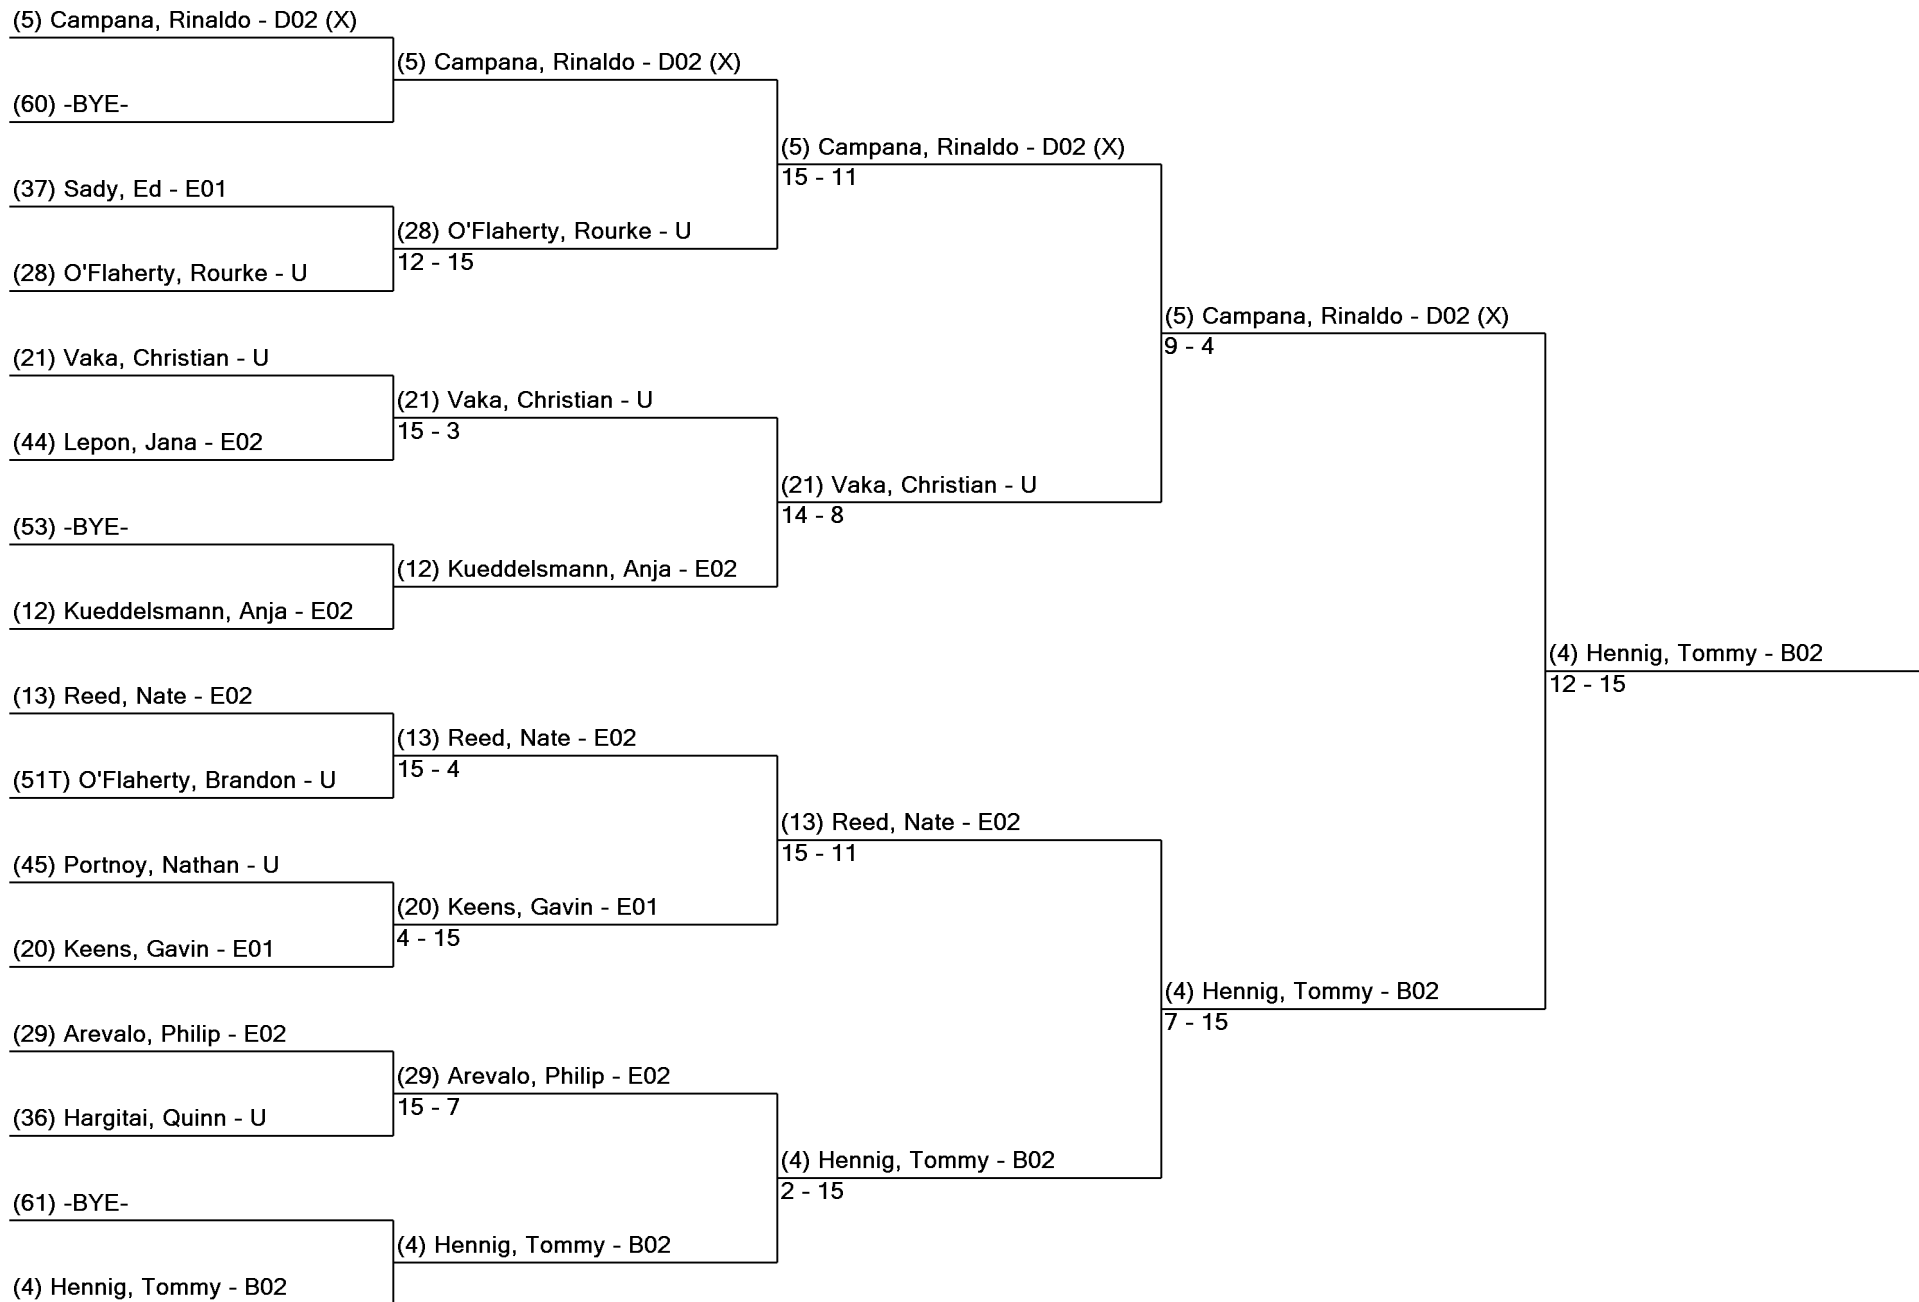 (5) Campana, Rinaldo - D02 (X)
(60) -BYE-
(37) Sady, Ed - E01
(28) O'Flaherty, Rourke - U
(21) Vaka, Christian - U
(44) Lepon, Jana - E02
(53) -BYE-
(12) Kueddelsmann, Anja - E02
(13) Reed, Nate - E02
(51T) O'Flaherty, Brandon - U
(45) Portnoy, Nathan - U
(20) Keens, Gavin - E01
(29) Arevalo, Philip - E02
(36) Hargitai, Quinn - U
(61) -BYE-
(4) Hennig, Tommy - B02
(5) Campana, Rinaldo - D02 (X)
(28) O'Flaherty, Rourke - U
12 - 15
(21) Vaka, Christian - U
15 - 3
(12) Kueddelsmann, Anja - E02
(13) Reed, Nate - E02
15 - 4
(20) Keens, Gavin - E01
4 - 15
(29) Arevalo, Philip - E02
15 - 7
(4) Hennig, Tommy - B02
(5) Campana, Rinaldo - D02 (X)
15 - 11
(21) Vaka, Christian - U
14 - 8
(13) Reed, Nate - E02
15 - 11
(4) Hennig, Tommy - B02
2 - 15
(5) Campana, Rinaldo - D02 (X)
9 - 4
(4) Hennig, Tommy - B02
7 - 15
(4) Hennig, Tommy - B02
12 - 15